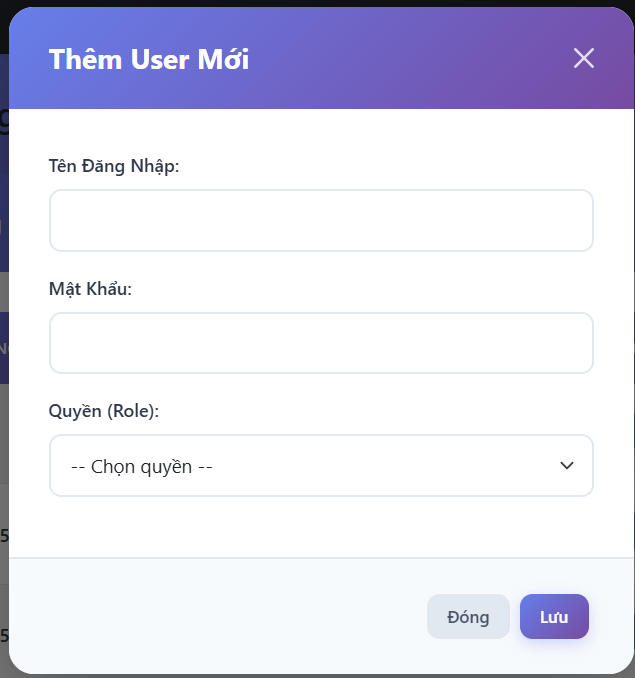 Thêm User Mới
Tên Đăng Nhập:
Mật Khẩu:
Quyền (Role):
-- Chọn quyền --
Đóng
Lưu